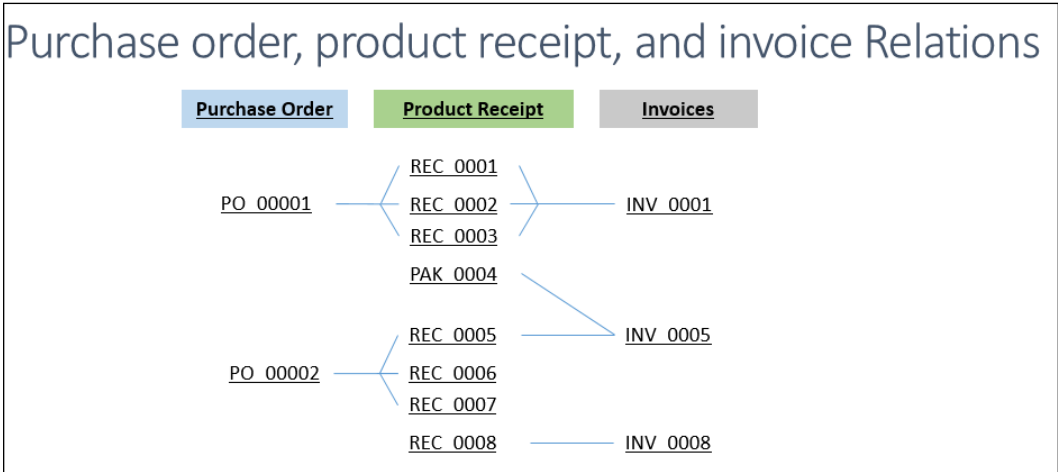 Purchase order, product receipt, and invoice Relations
Purchase Order Product Receipt Invoices
REC_0001
PO_00001 REC_0002 INV_0001
REC_0003
PAK_0004
REC_0005 INV_0005
PO_00002 REC_0006
REC_0007
REC_0008 INV_0008